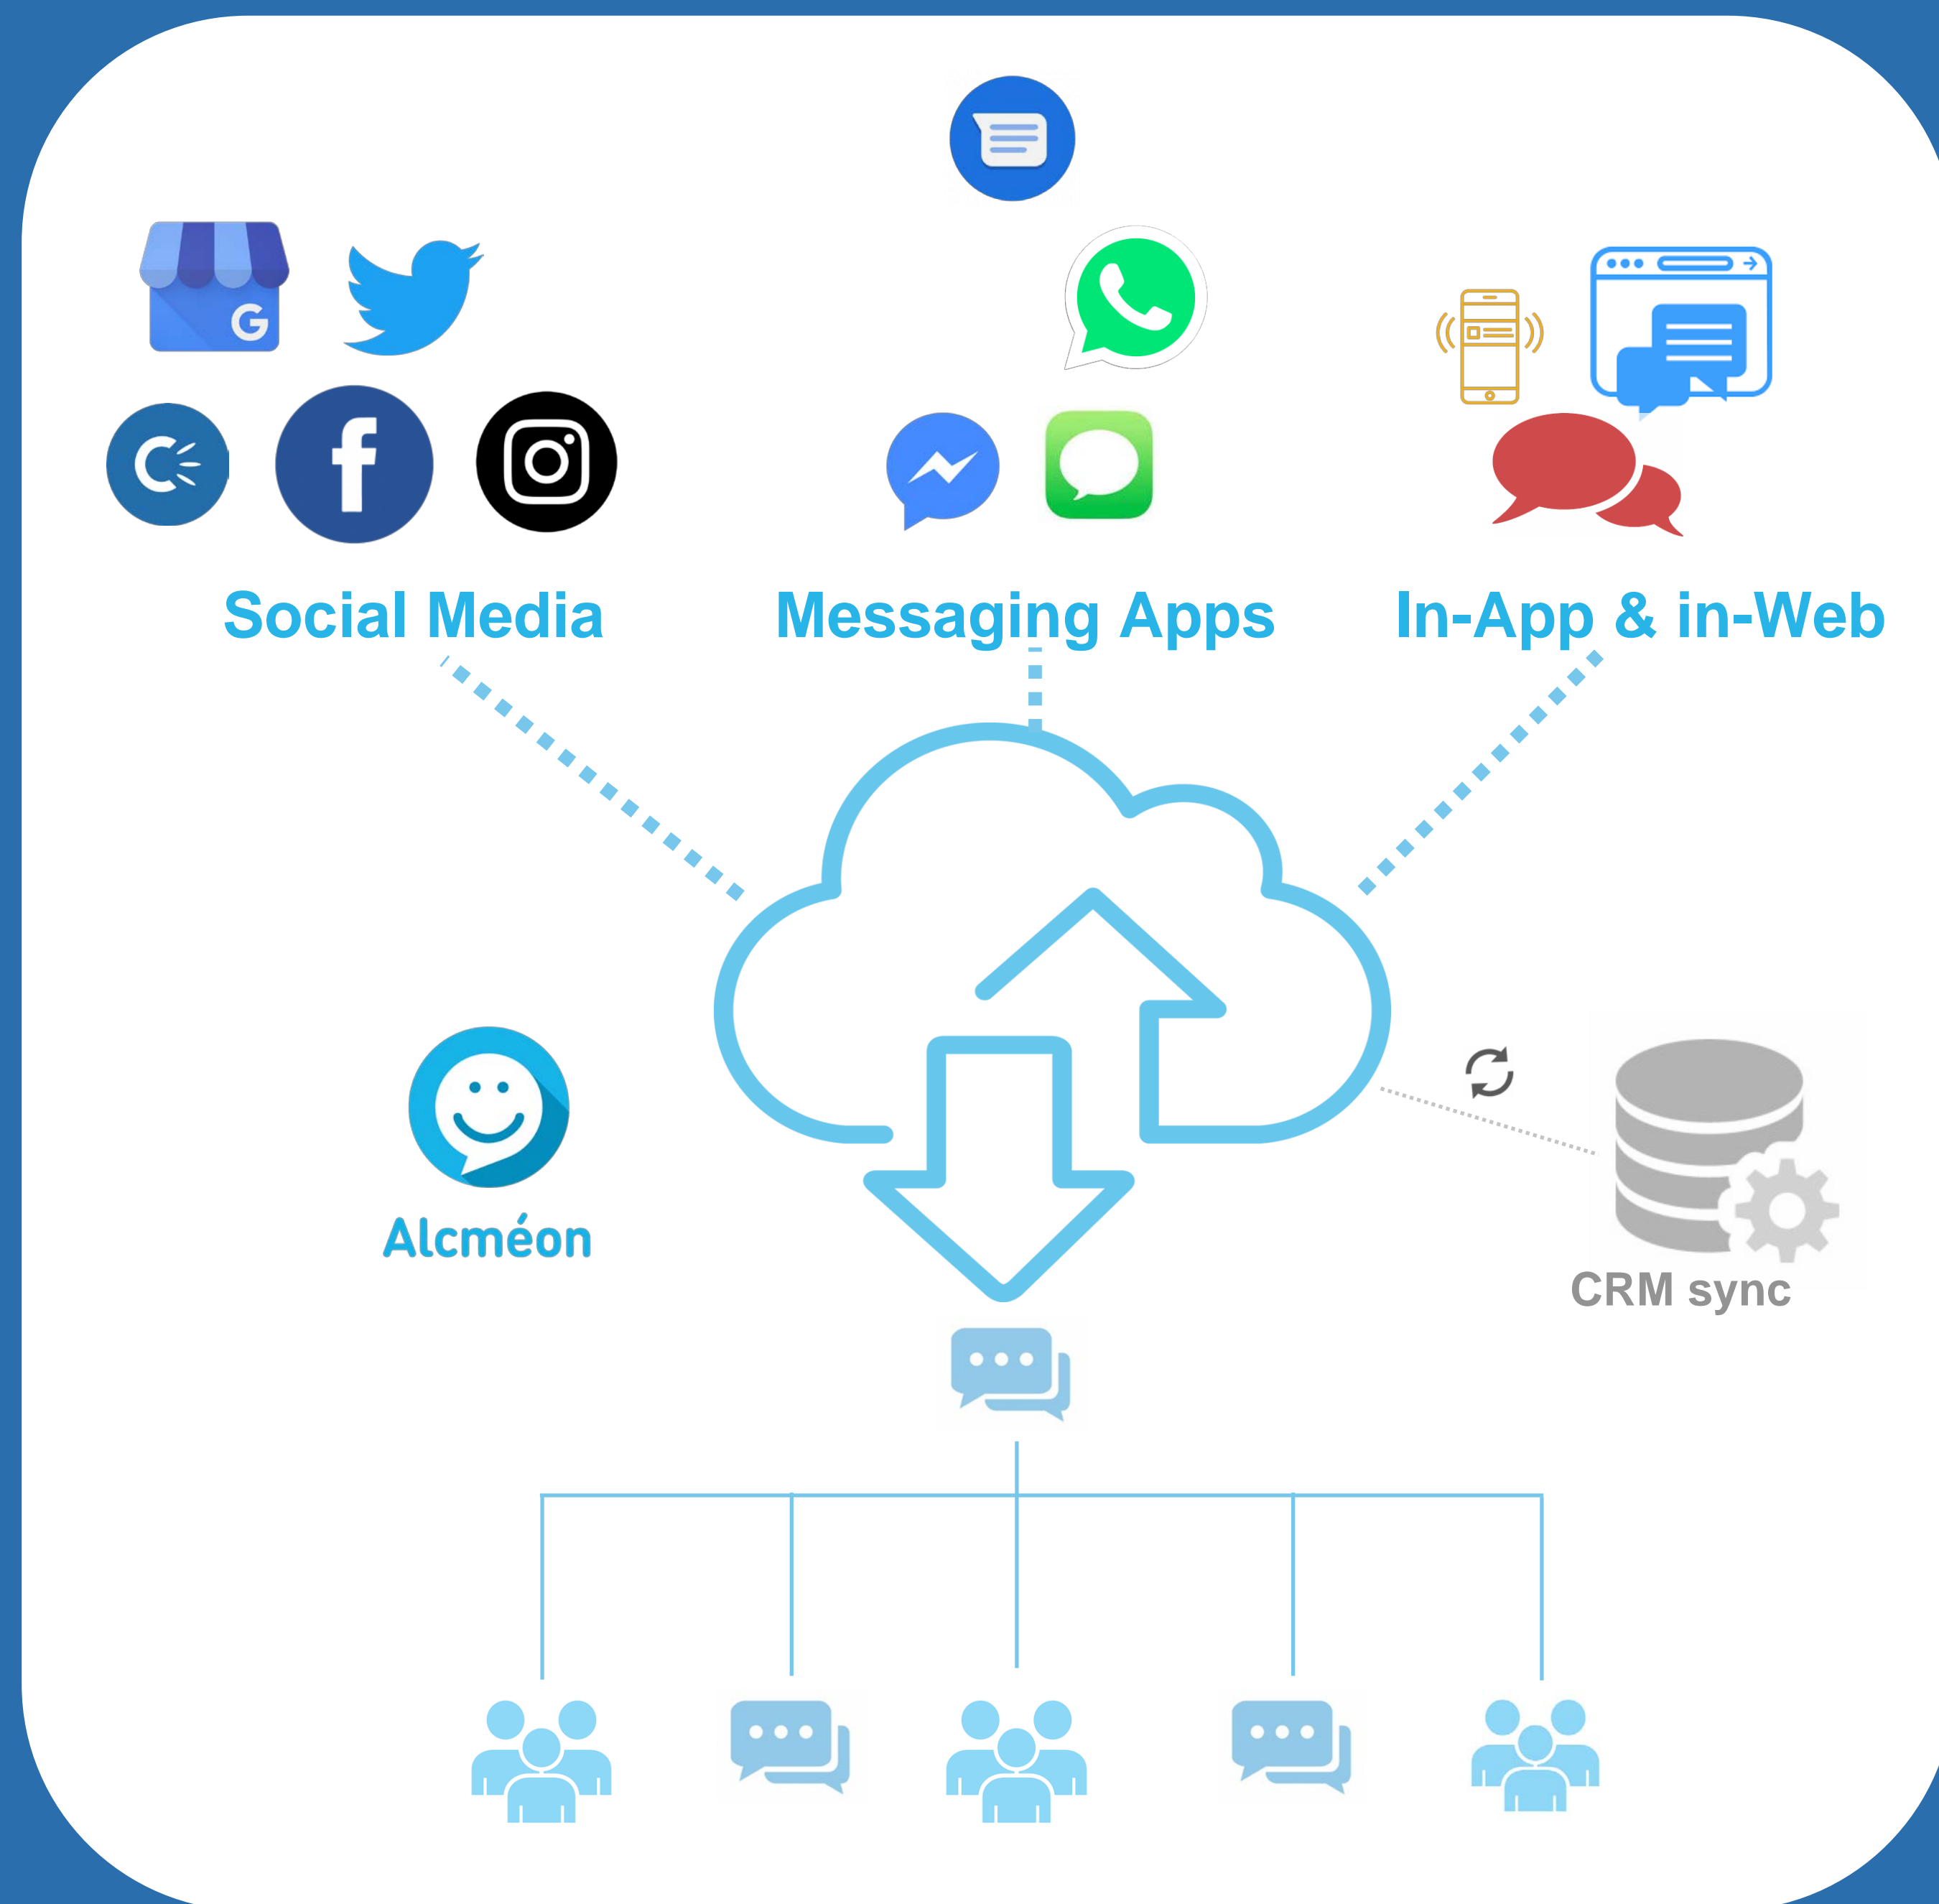 Social Media
Messaging Apps
In-App & in-Web
Alcméon
CRM sync